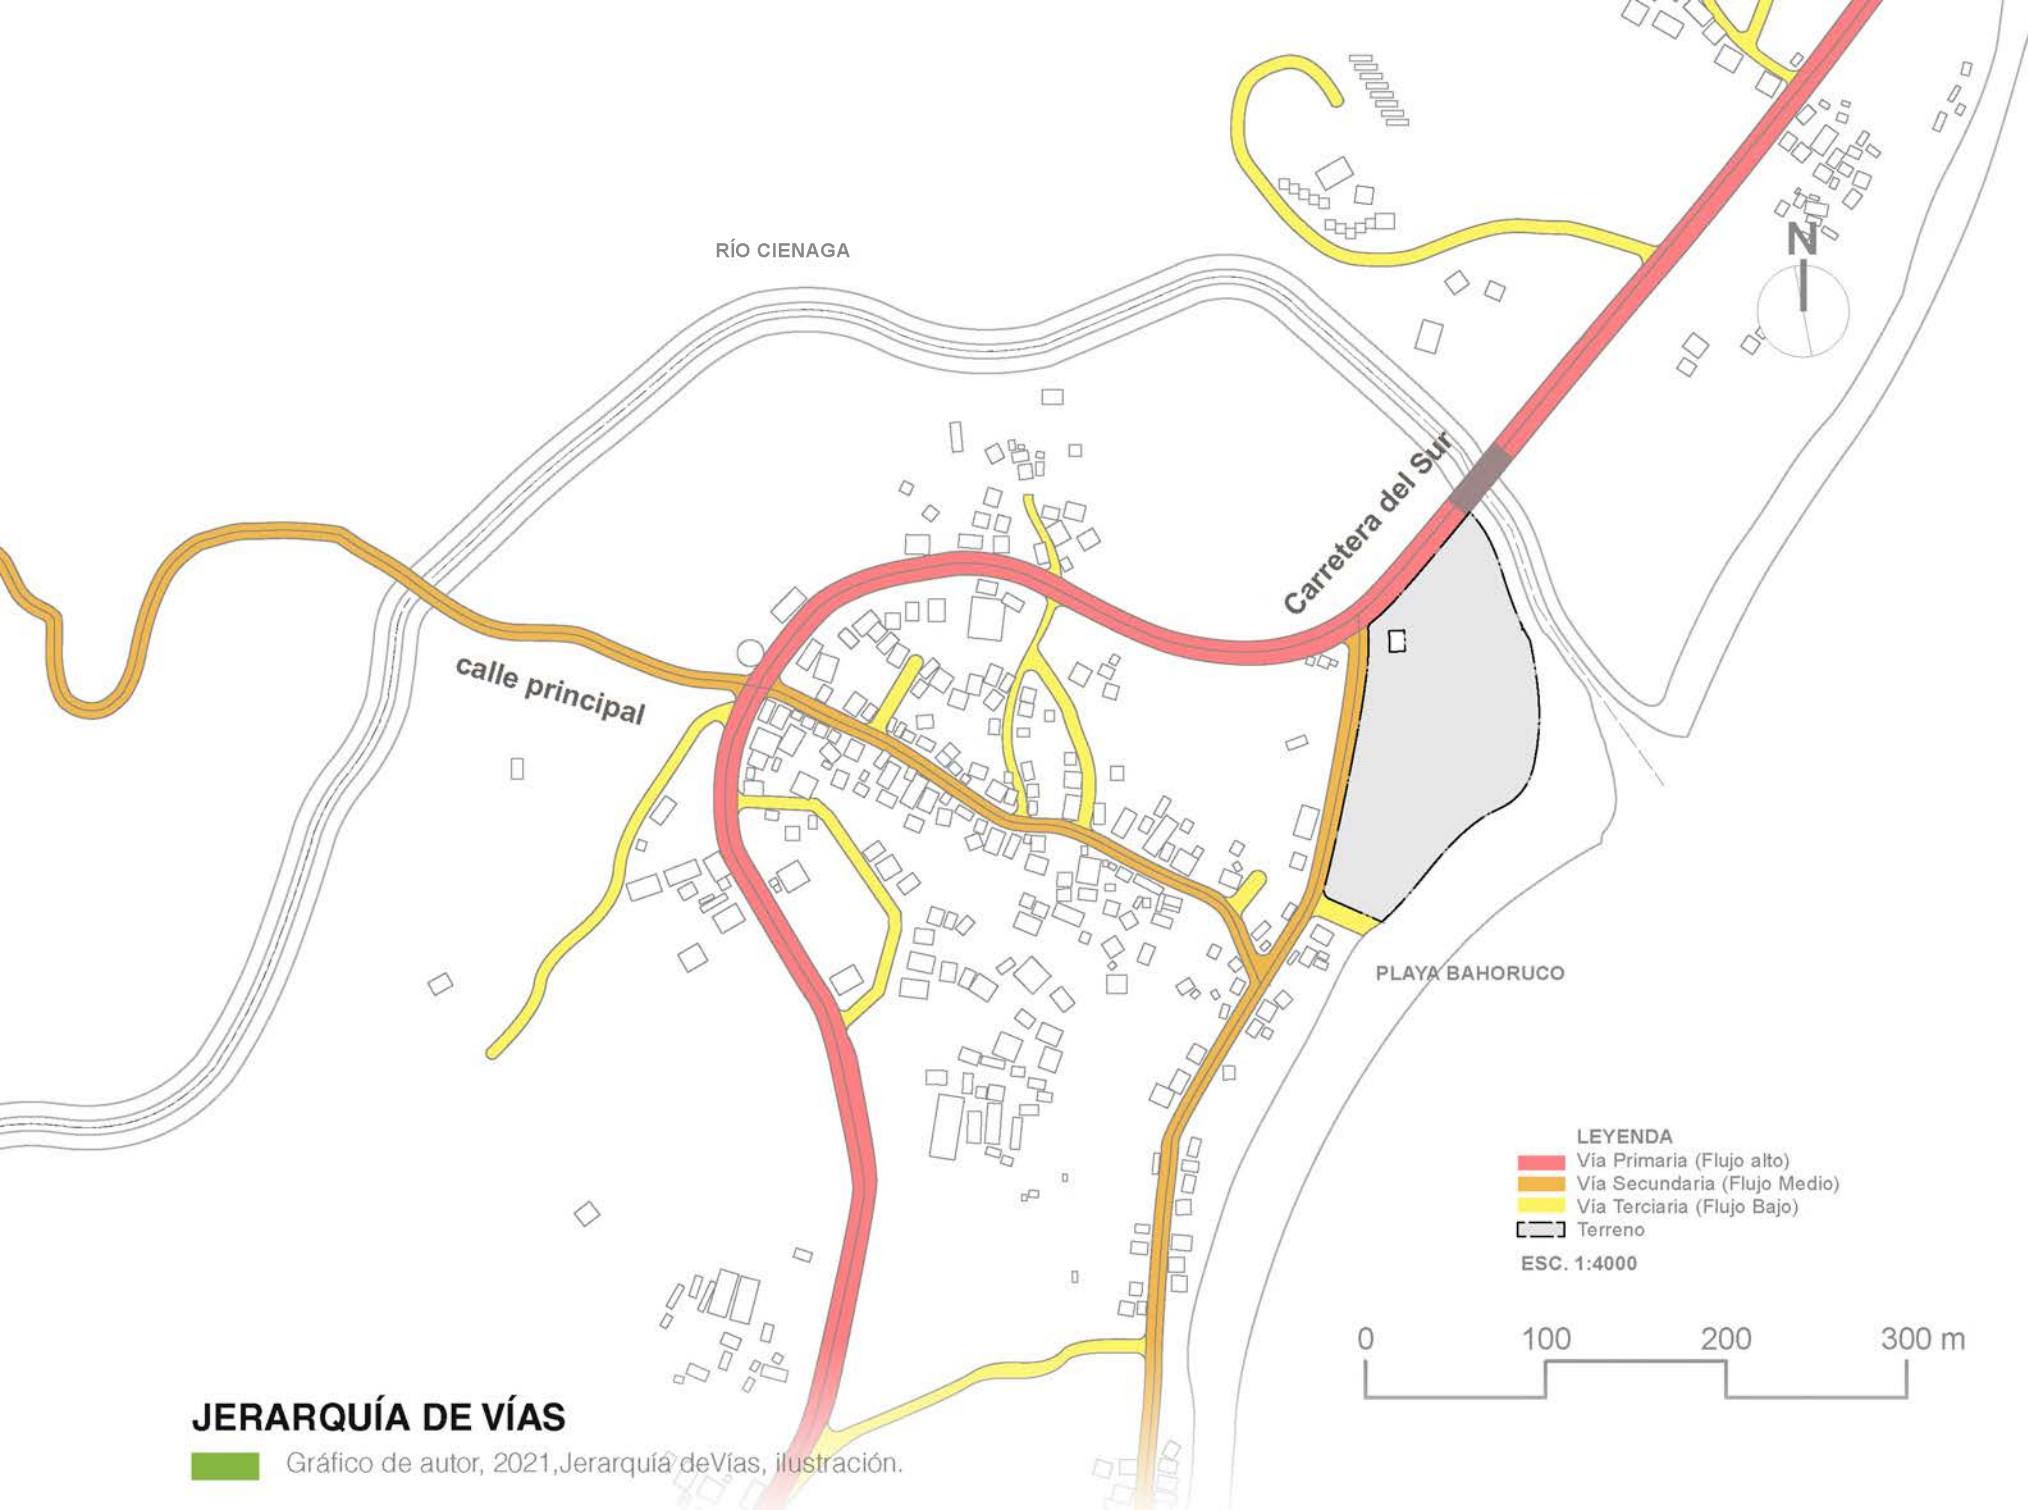 RÍO CIENAGA
N
Carretera del Sur
calle principal
PLAYA BAHORUCO
LEYENDA
Vía Primaria (Flujo alto)
Vía Secundaria (Flujo Medio)
Vía Terciaria (Flujo Bajo)
Terreno
ESC. 1:4000
0 100 200 300 m
JERARQUÍA DE VÍAS
Gráfico de autor, 2021,Jerarquía deVías, ilustración.